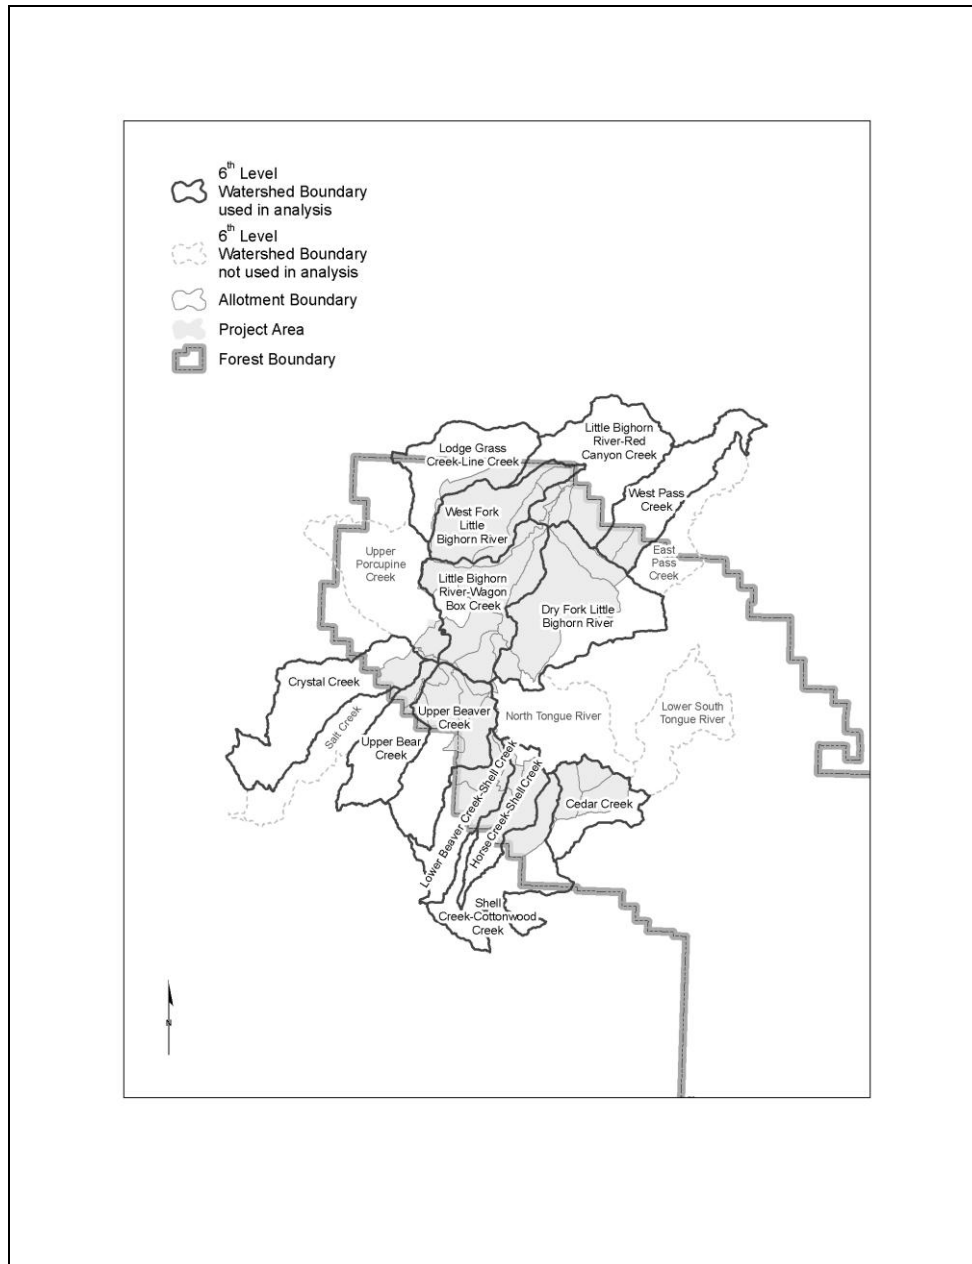 6th Level
Watershed Boundary
used in analysis
6th Level
Watershed Boundary
not used in analysis
Allotment Boundary
Project Area
Forest Boundary
Little Bighorn
River-Red
Canyon Creek
Lodge Grass
Creek-Line Creek
West Pass
Creek
West Fork
Little
Bighorn River
Upper
Porcupine
Creek
East
Pass
Creek
Little Bighorn
River-Wagon
Box Creek
Dry Fork Little
Bighorn River
Crystal Creek
Salt Creek
Upper Beaver
Creek
North Tongue River
Lower South
Tongue River
Upper Bear
Creek
Lower Beaver Creek-Shell Creek
Horse Creek-Shell Creek
Cedar Creek
Shell
Creek-Cottonwood
Creek
N